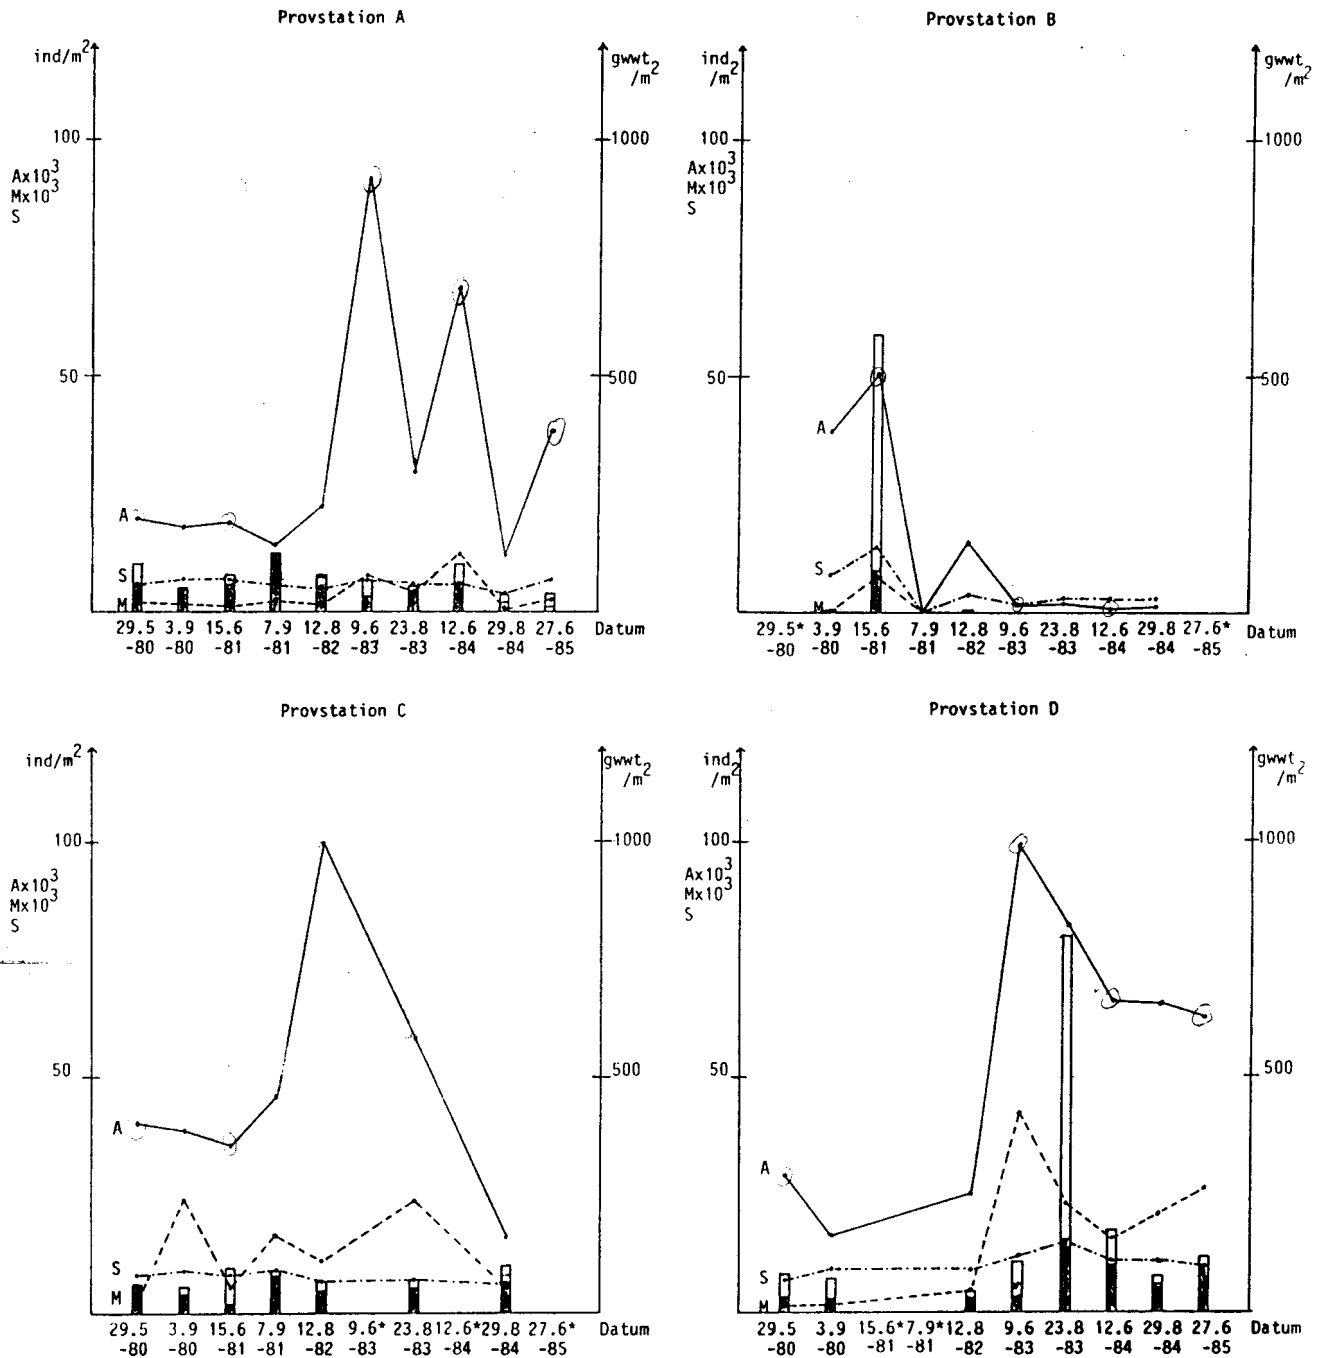 Provstation A
ind/m2
gwwt
/m2
100
1000
Ax103
Mx103
S
50
500
A
S
M
29.5 3.9 15.6 7.9 12.8 9.6 23.8 12.6 29.8 27.6 Datum
-80 -80 -81 -81 -82 -83 -83 -84 -84 -85
Provstation B
ind
/m2
gwwt
/m2
100
1000
Ax103
Mx103
S
50
500
A
S
M
29.5* 3.9 15.6 7.9 12.8 9.6 23.8 12.6 29.8 27.6* Datum
-80 -80 -81 -81 -82 -83 -83 -84 -84 -85
Provstation C
ind/m2
gwwt
/m2
100
1000
Ax103
Mx103
S
50
500
A
S
M
29.5 3.9 15.6 7.9 12.8 9.6* 23.8 12.6* 29.8 27.6* Datum
-80 -80 -81 -81 -82 -83 -83 -84 -84 -85
Provstation D
ind
/m2
gwwt
/m2
100
1000
Ax103
Mx103
S
50
500
A
S
M
29.5 3.9 15.6* 7.9* 12.8 9.6 23.8 12.6 29.8 27.6 Datum
-80 -80 -81 -81 -82 -83 -83 -84 -84 -85